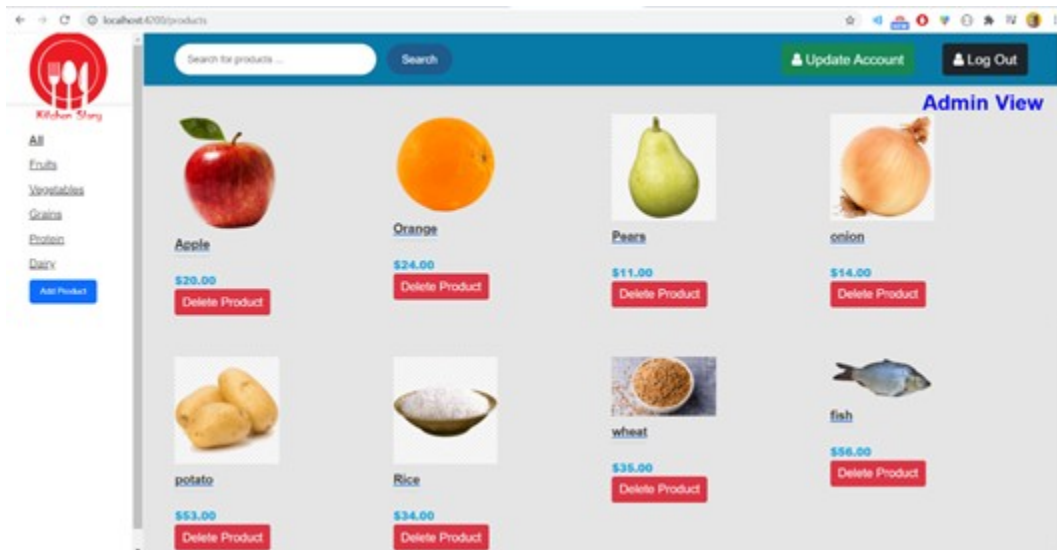 localhost:4200/products
Search for products ...
Search
Update Account
Log Out
Kitchen Story
Admin View
All
Fruits
Vegetables
Grains
Protein
Dairy
Add Product
Apple
$20.00
Delete Product
Orange
$24.00
Delete Product
Pears
$11.00
Delete Product
onion
$14.00
Delete Product
potato
$53.00
Delete Product
Rice
$34.00
Delete Product
wheat
$35.00
Delete Product
fish
$56.00
Delete Product